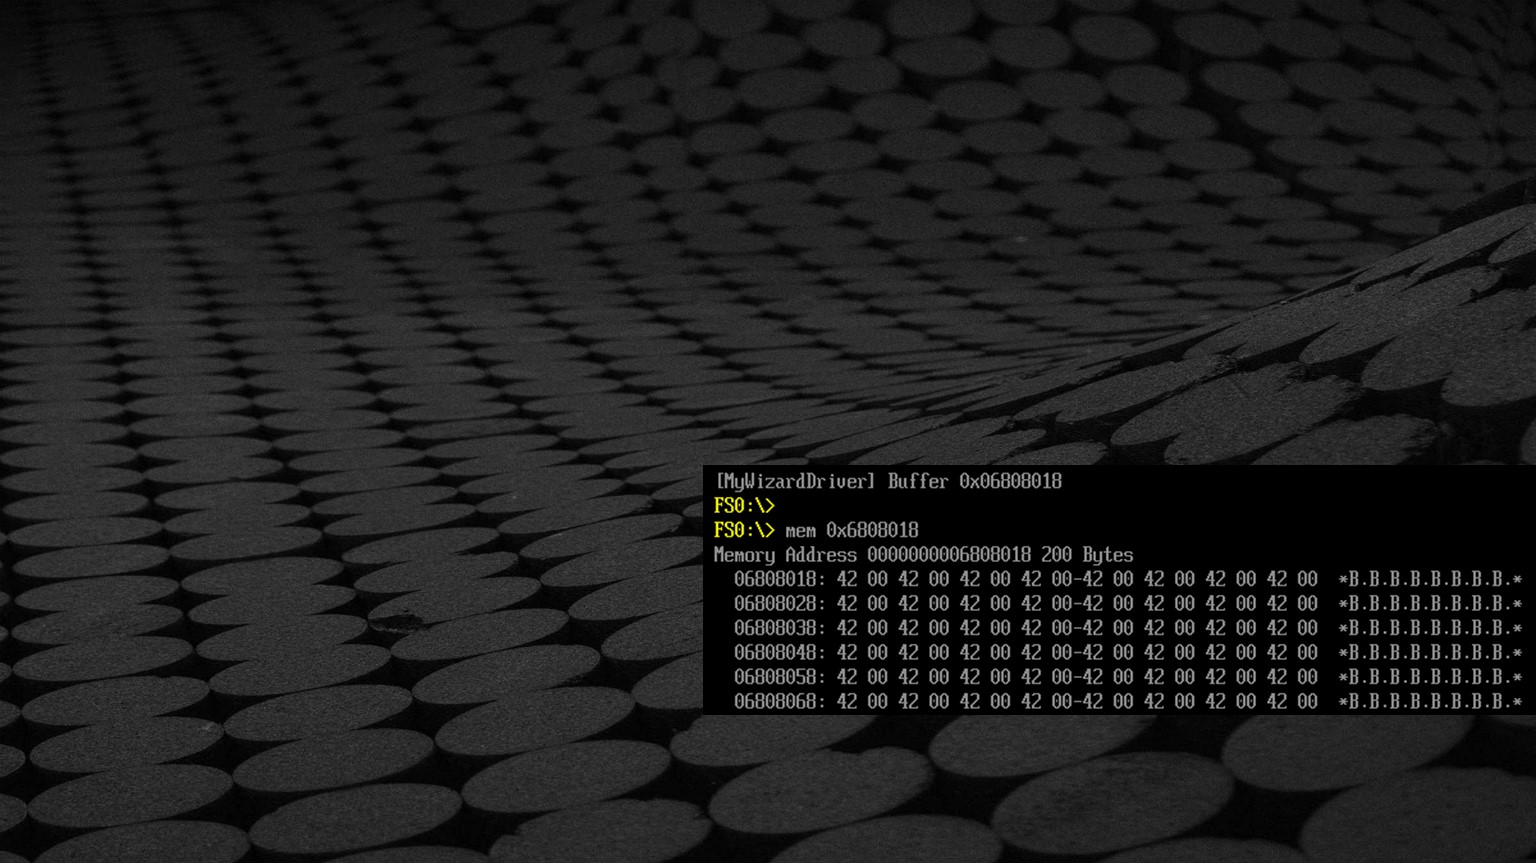 [MyWizardDriver] Buffer 0x06808018
FS0:\>
FS0:\> mem 0x6808018
Memory Address 0000000006808018 200 Bytes
06808018: 42 00 42 00 42 00 42 00-42 00 42 00 42 00 42 00 *B.B.B.B.B.B.B.B.*
06808028: 42 00 42 00 42 00 42 00-42 00 42 00 42 00 42 00 *B.B.B.B.B.B.B.B.*
06808038: 42 00 42 00 42 00 42 00-42 00 42 00 42 00 42 00 *B.B.B.B.B.B.B.B.*
06808048: 42 00 42 00 42 00 42 00-42 00 42 00 42 00 42 00 *B.B.B.B.B.B.B.B.*
06808058: 42 00 42 00 42 00 42 00-42 00 42 00 42 00 42 00 *B.B.B.B.B.B.B.B.*
06808068: 42 00 42 00 42 00 42 00-42 00 42 00 42 00 42 00 *B.B.B.B.B.B.B.B.*